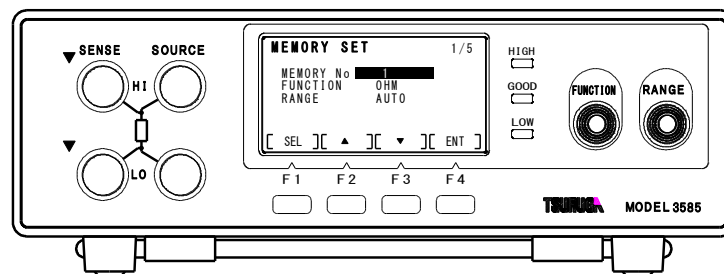 SENSE SOURCE
HI
LO
MEMORY SET 1/5
MEMORY No 1
FUNCTION OHM
RANGE AUTO
[ SEL ][ ▲ ][ ▼ ][ ENT ]
F1 F2 F3 F4
HIGH
GOOD
LOW
FUNCTION RANGE
TSURUGA MODEL 3585